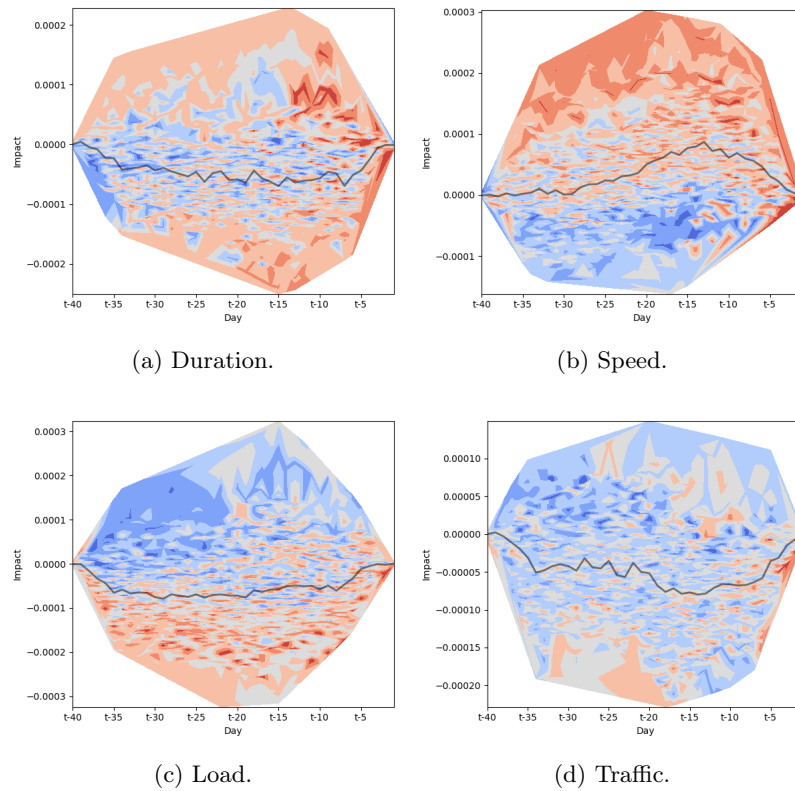 0.0002
0.0001
0.0000
−0.0001
−0.0002
Impact
t-40 t-35 t-30 t-25 t-20 t-15 t-10 t-5
Day
(a) Duration.
0.0003
0.0002
0.0001
0.0000
−0.0001
Impact
t-40 t-35 t-30 t-25 t-20 t-15 t-10 t-5
Day
(b) Speed.
0.0003
0.0002
0.0001
0.0000
−0.0001
−0.0002
−0.0003
Impact
t-40 t-35 t-30 t-25 t-20 t-15 t-10 t-5
Day
(c) Load.
0.00010
0.00005
0.00000
−0.00005
−0.00010
−0.00015
−0.00020
Impact
t-40 t-35 t-30 t-25 t-20 t-15 t-10 t-5
Day
(d) Traffic.